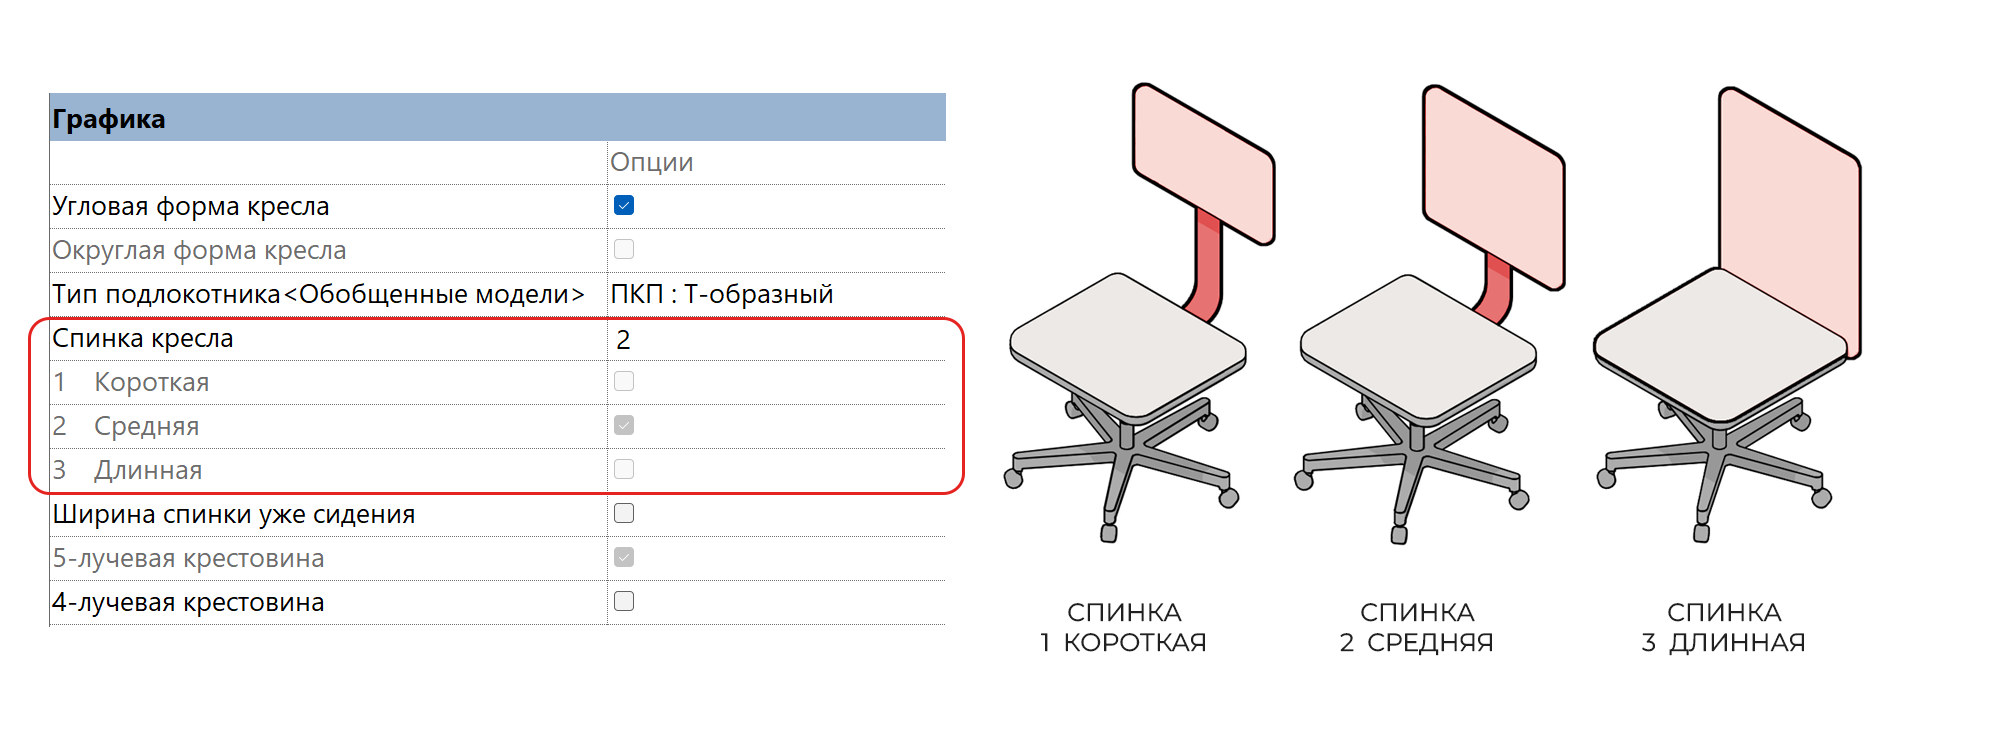 Графика
Опции
Угловая форма кресла
Округлая форма кресла
Тип подлокотника<Обобщенные модели> ПКП : Т-образный
Спинка кресла 2
1 Короткая
2 Средняя
3 Длинная
Ширина спинки уже сидения
5-лучевая крестовина
4-лучевая крестовина
СПИНКА
1 КОРОТКАЯ
СПИНКА
2 СРЕДНЯЯ
СПИНКА
3 ДЛИННАЯ